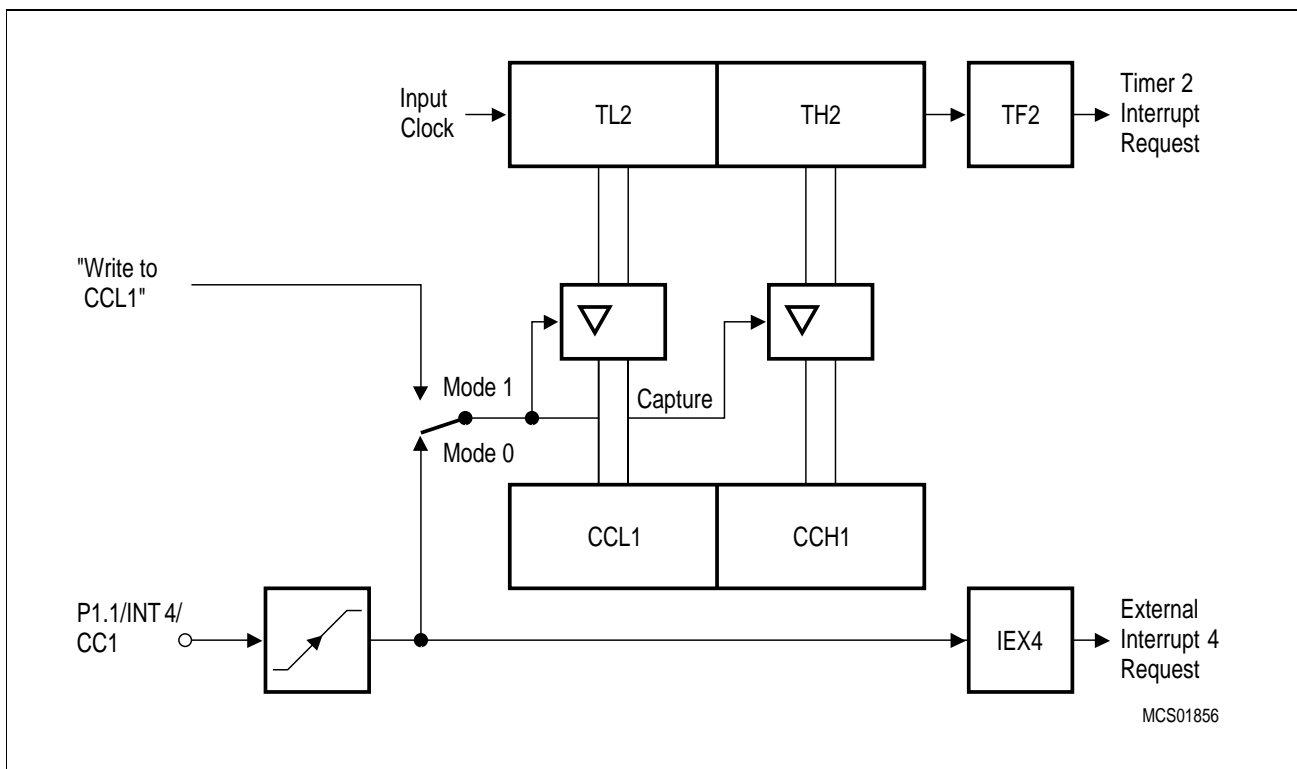 Input
Clock
TL2
TH2
TF2
Timer 2
Interrupt
Request
"Write to
CCL1"
Mode 1
Capture
Mode 0
CCL1
CCH1
P1.1/INT 4/
CC1
IEX4
External
Interrupt 4
Request
MCS01856